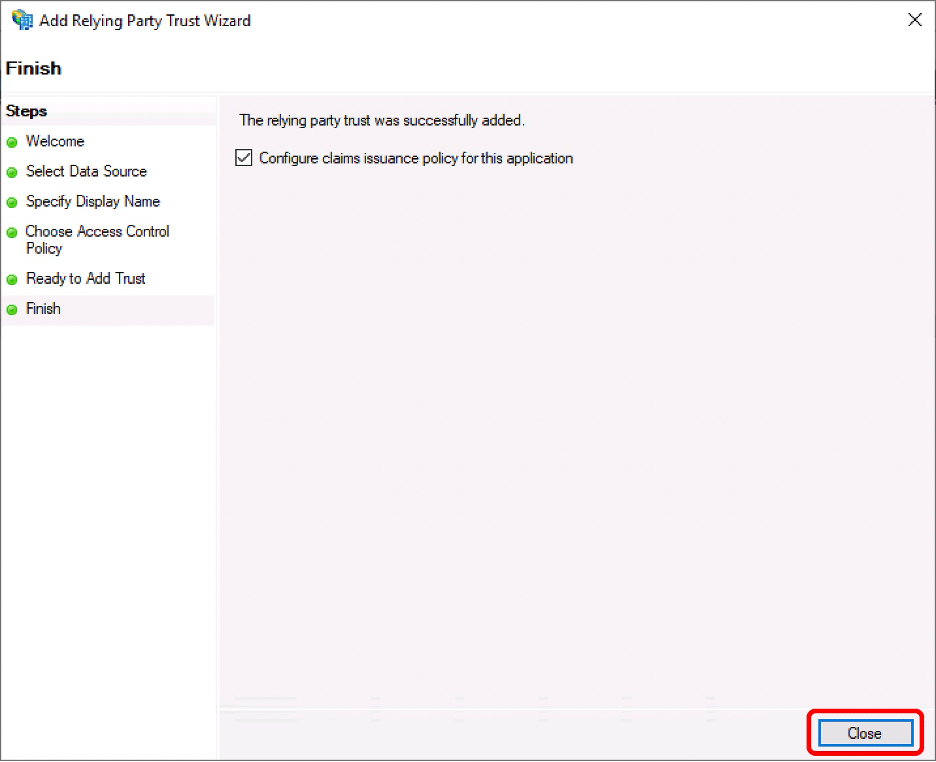 Add Relying Party Trust Wizard
Finish
Steps
Welcome
Select Data Source
Specify Display Name
Choose Access Control
Policy
Ready to Add Trust
Finish
The relying party trust was successfully added.
Configure claims issuance policy for this application
Close